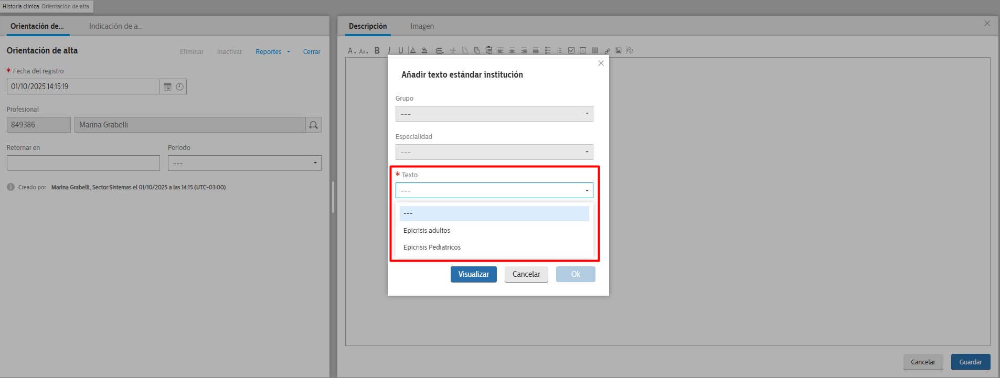 Historia clínica: Orientación de alta
Orientación de...
Indicación de a...
Orientación de alta
Eliminar
Inactivar
Reportes
Cerrar
* Fecha del registro
01/10/2025 14:15:19
Profesional
849386
Marina Grabelli
Retornar en
Período
---
Creado por Marina Grabelli, Sector:Sistemas el 01/10/2025 a las 14:15 (UTC-03:00)
Descripción
Imagen
Añadir texto estándar institución
Grupo
---
Especialidad
---
* Texto
---
---
Epicrisis adultos
Epicrisis Pediatricos
Visualizar
Cancelar
Ok
Cancelar
Guardar